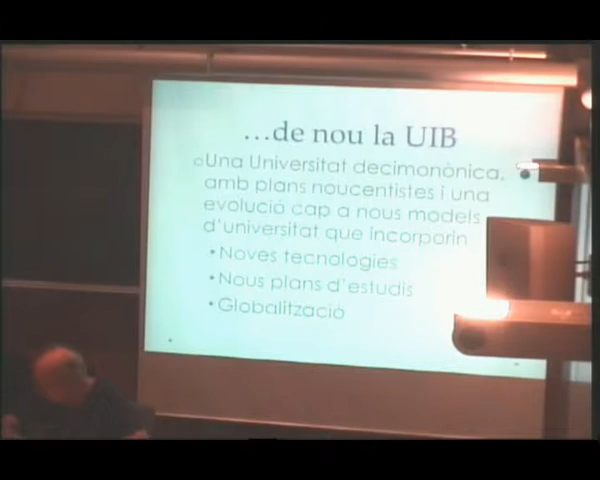 ...de nou la UIB
Una Universitat decimonònica,
amb plans noucentistes i una
evolució cap a nous models
d'universitat que incorporin
•Noves tecnologies
•Nous plans d'estudis
•Globalització